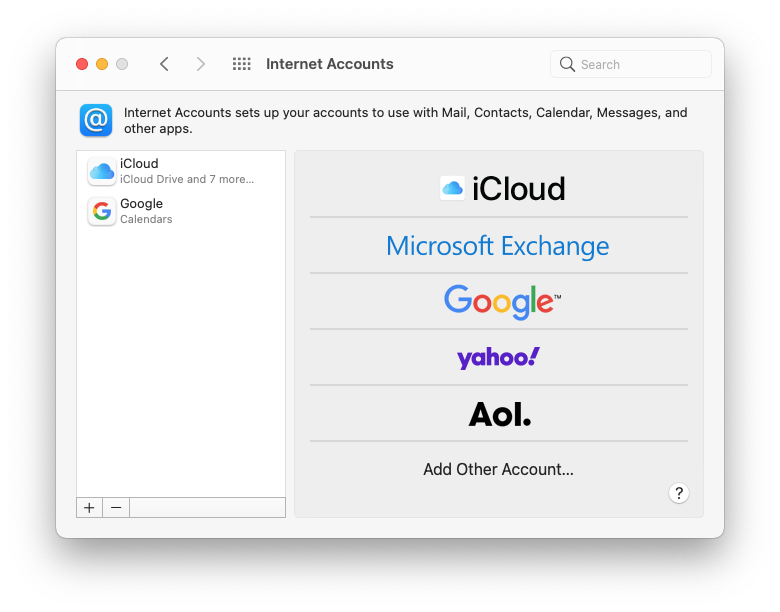 Internet Accounts
Search
Internet Accounts sets up your accounts to use with Mail, Contacts, Calendar, Messages, and
other apps.
iCloud
iCloud Drive and 7 more...
Google
Calendars
iCloud
Microsoft Exchange
Google™
yahoo!
Aol.
Add Other Account...
?
+ −